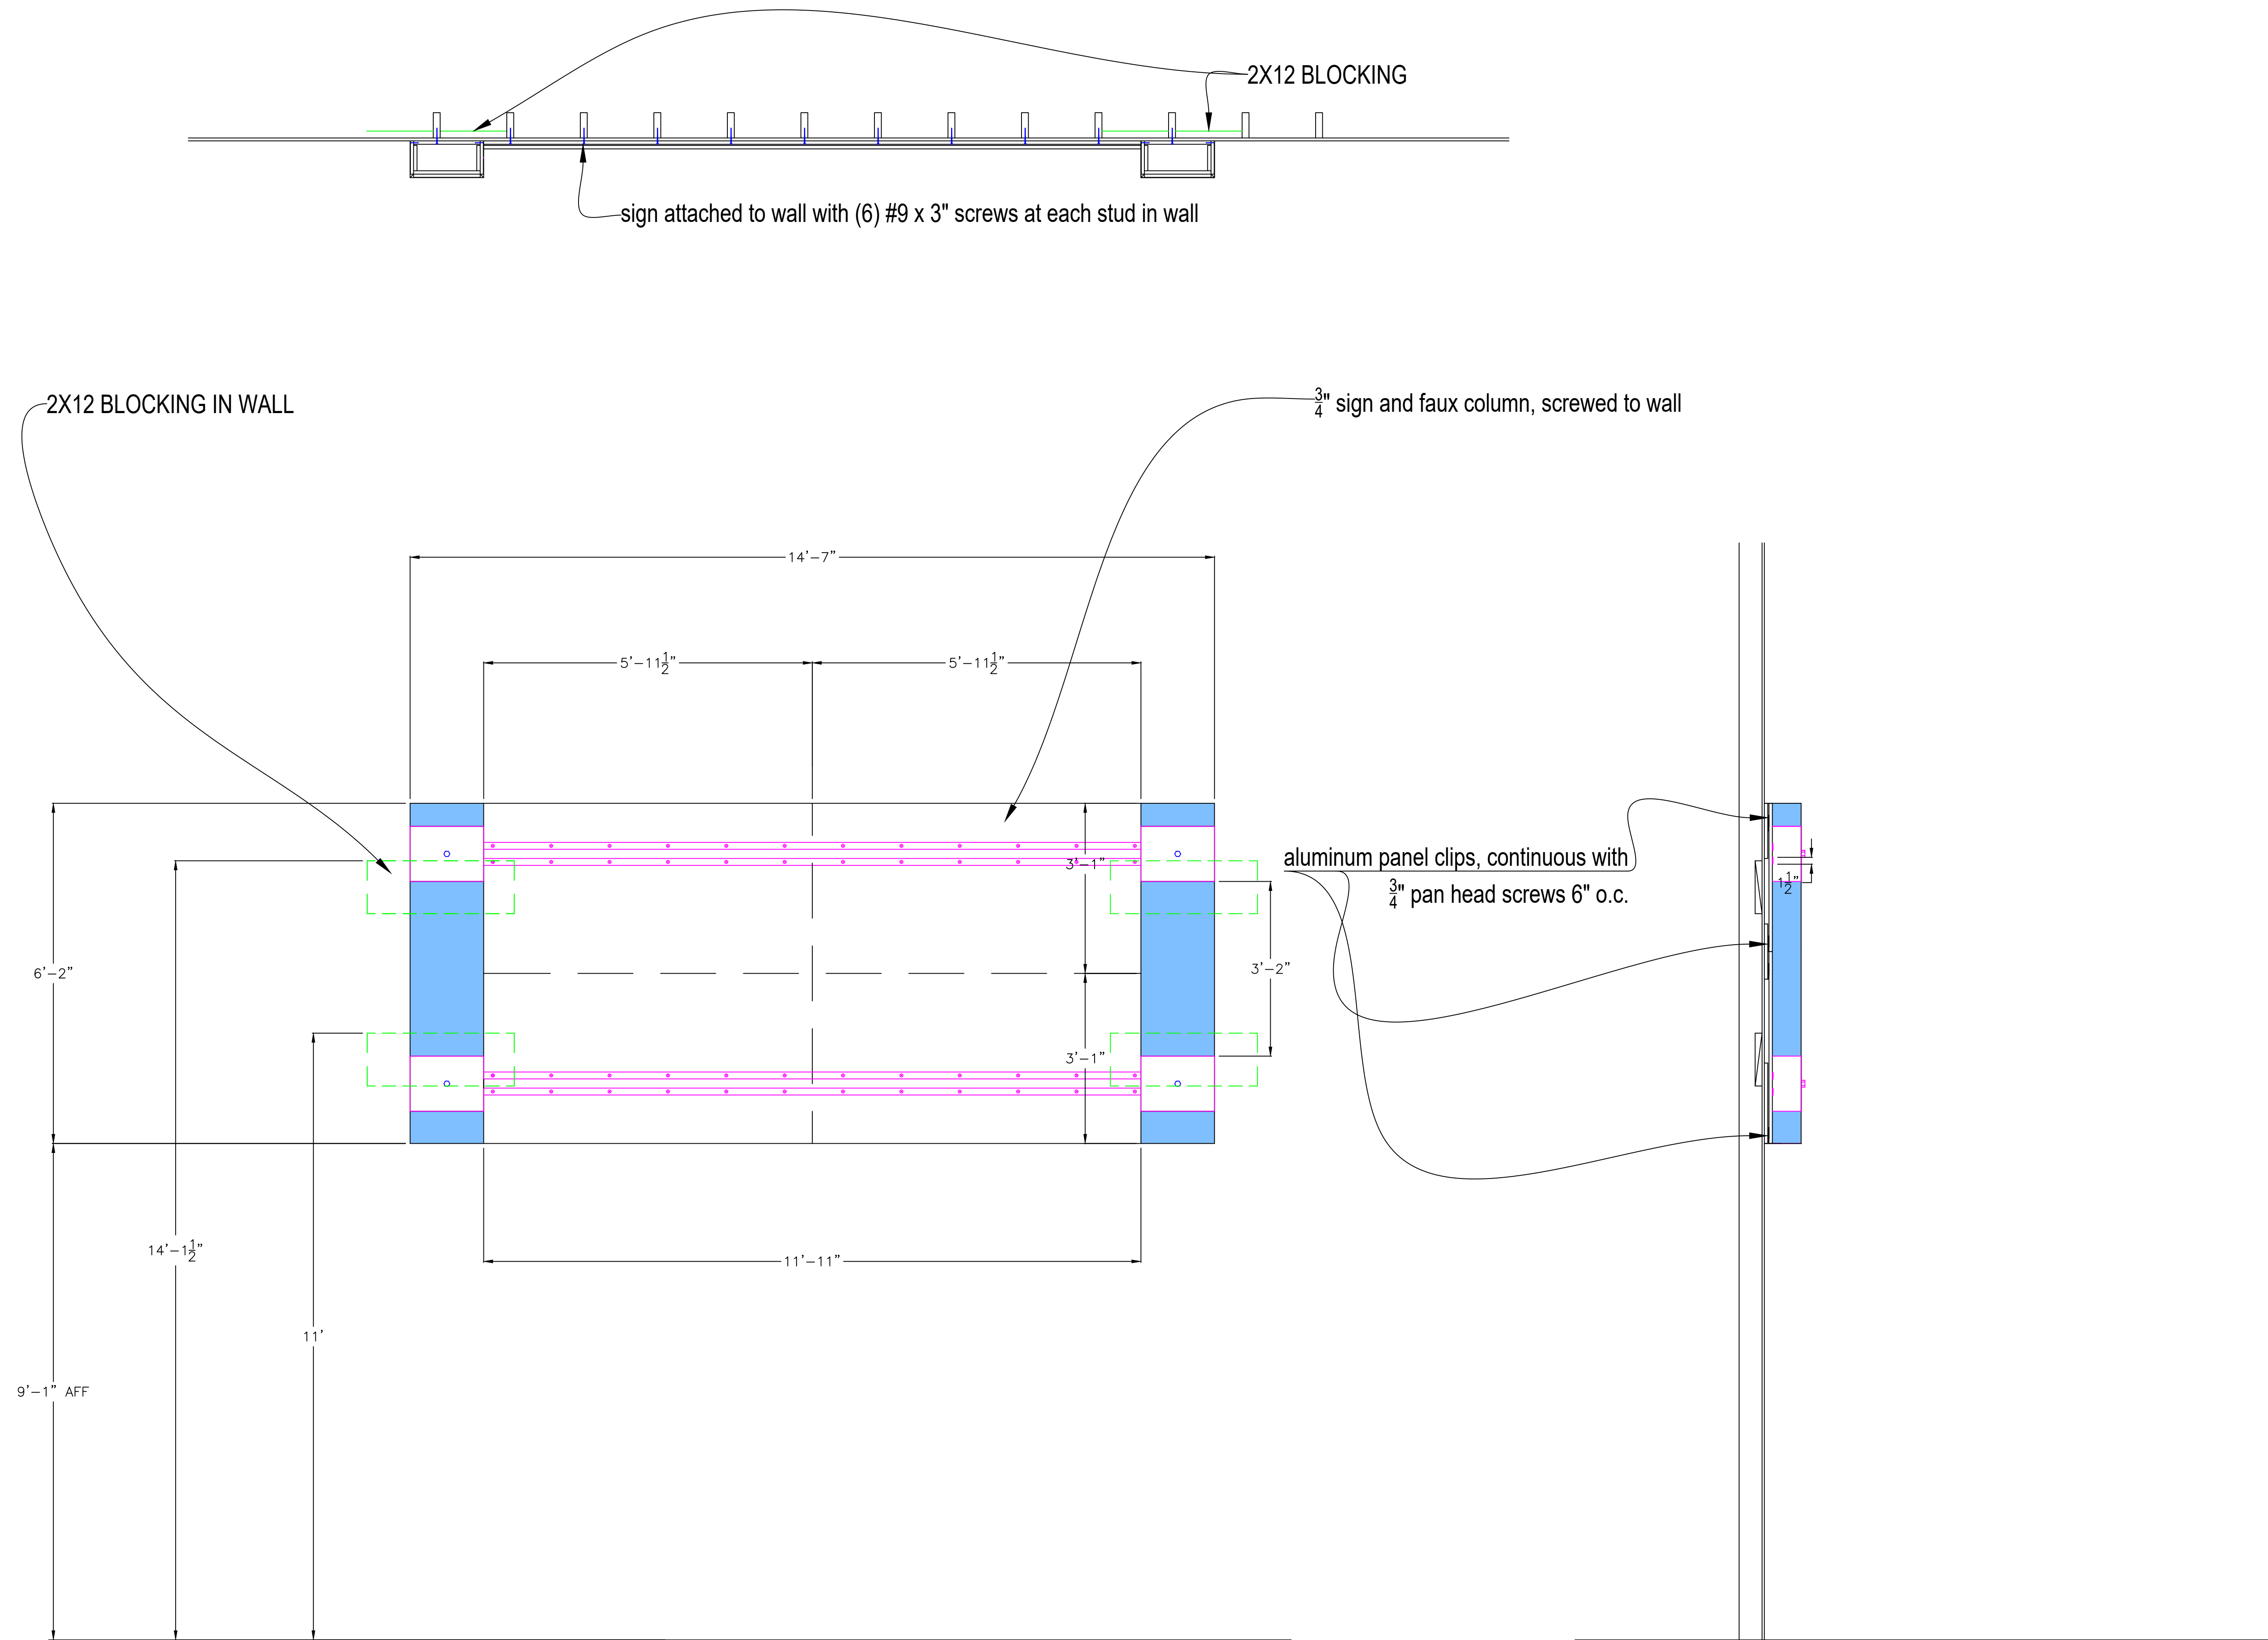 2X12 BLOCKING
sign attached to wall with (6) #9 x 3" screws at each stud in wall
2X12 BLOCKING IN WALL
3/4" sign and faux column, screwed to wall
14'-7"
5'-11 1/2"
5'-11 1/2"
3'-1"
aluminum panel clips, continuous with
3/4" pan head screws 6" o.c.
1 1/2"
6'-2"
3'-2"
3'-1"
14'-1 1/2"
11'-11"
11'
9'-1" AFF